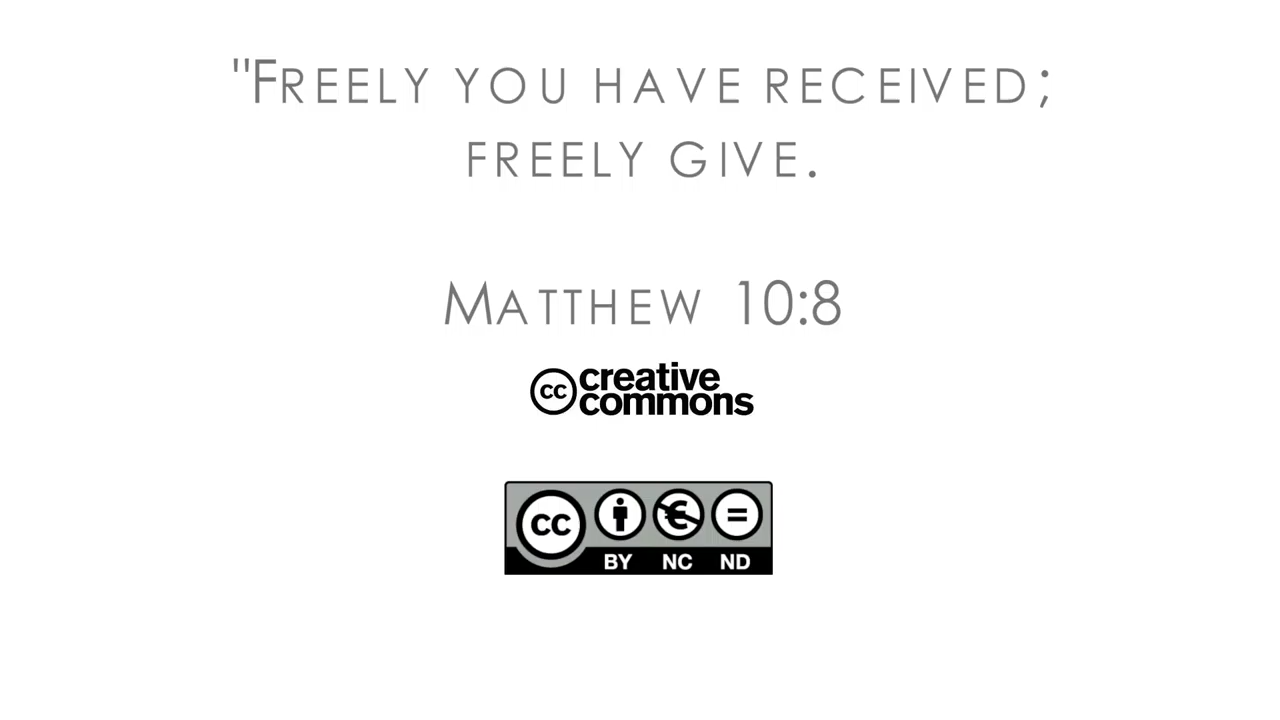 "FREELY YOU HAVE RECEIVED;
FREELY GIVE.
MATTHEW 10:8
cc creative
commons
cc BY NC ND